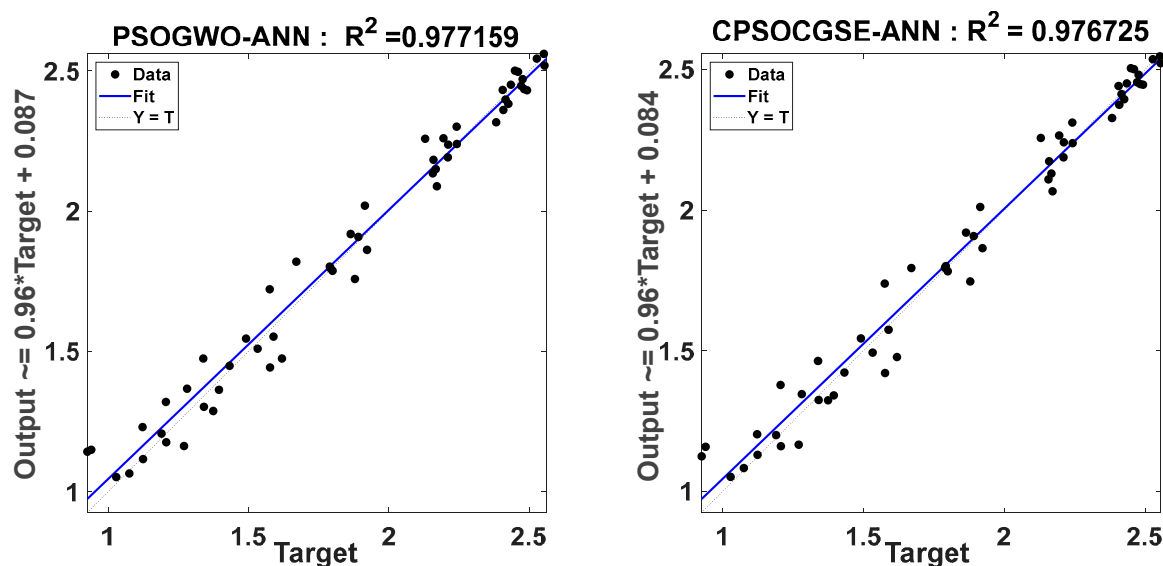 PSOGWO-ANN : R² =0.977159
Output ~= 0.96*Target + 0.087
2.5
2
1.5
1
Data
Fit
Y = T
1
1.5
2
2.5
Target
CPSOCGSE-ANN : R² = 0.976725
Output ~= 0.96*Target + 0.084
2.5
2
1.5
1
Data
Fit
Y = T
1
1.5
2
2.5
Target